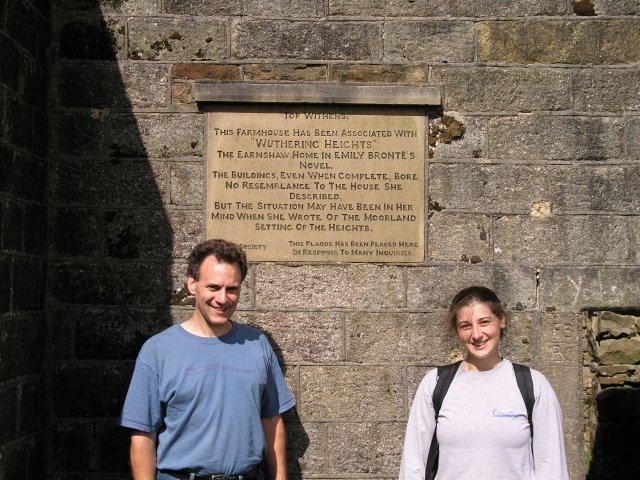 TOP WITHENS.
THIS FARMHOUSE HAS BEEN ASSOCIATED WITH
"WUTHERING HEIGHTS"
THE EARNSHAW HOME IN EMILY BRONTË'S
NOVEL.
THE BUILDINGS, EVEN WHEN COMPLETE, BORE
NO RESEMBLANCE TO THE HOUSE SHE
DESCRIBED,
BUT THE SITUATION MAY HAVE BEEN IN HER
MIND WHEN SHE WROTE OF THE MOORLAND
SETTING OF THE HEIGHTS.
SOCIETY THIS PLAQUE HAS BEEN PLACED HERE
IN RESPONSE TO MANY INQUIRIES.